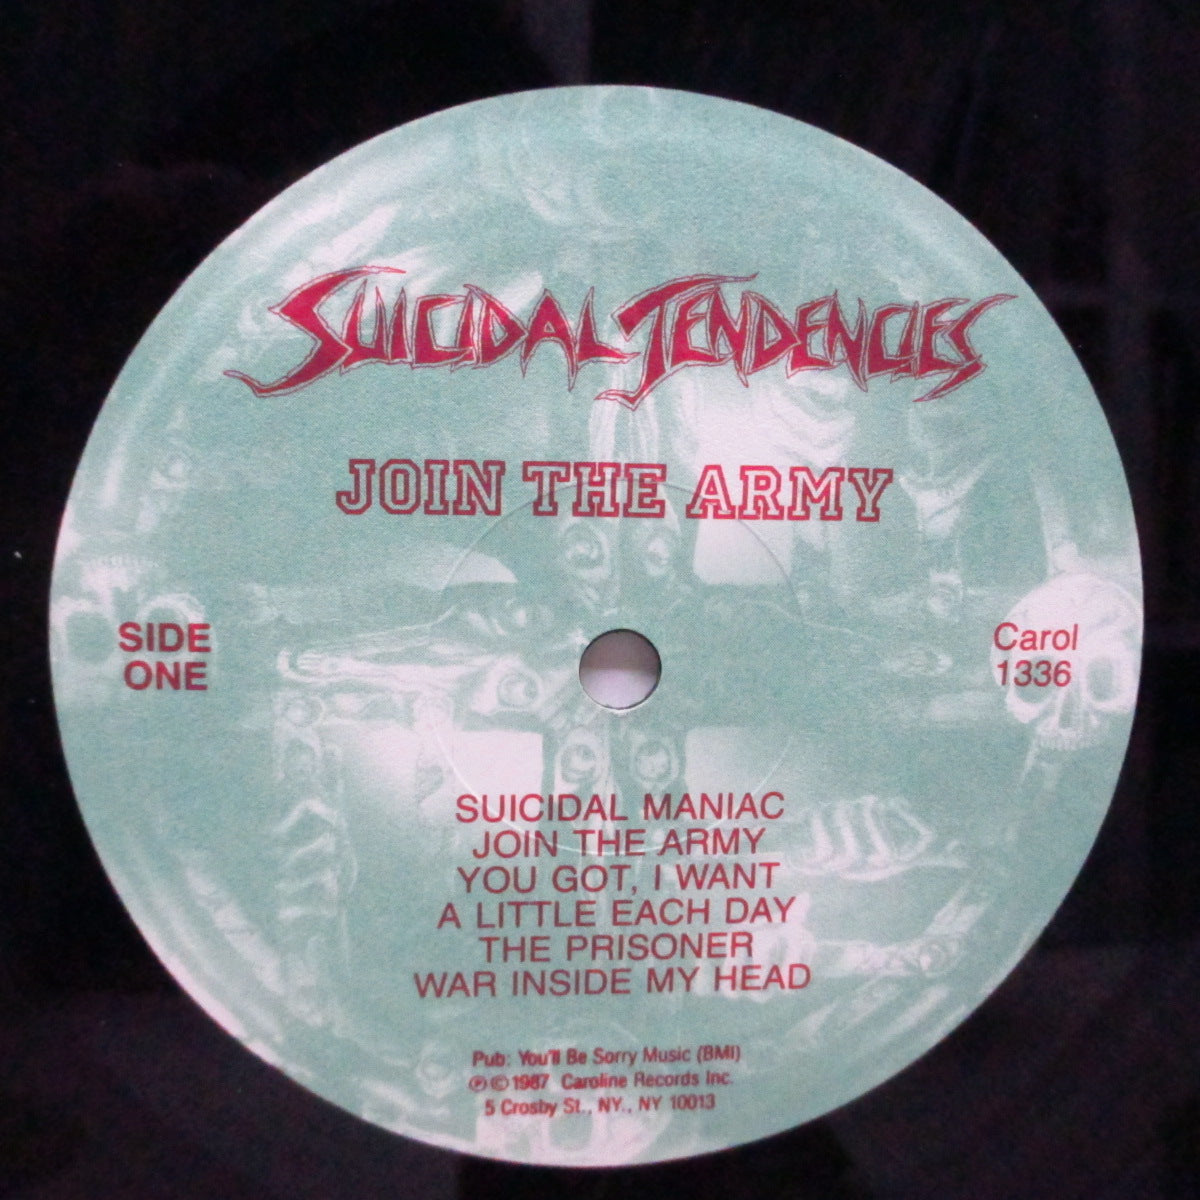 SUICIDAL TENDENCIES
JOIN THE ARMY
SIDE
ONE
Carol
1336
SUICIDAL MANIAC
JOIN THE ARMY
YOU GOT, I WANT
A LITTLE EACH DAY
THE PRISONER
WAR INSIDE MY HEAD
Pub: You'll Be Sorry Music (BMI)
℗ © 1987 Caroline Records Inc.
5 Crosby St., NY., NY 10013